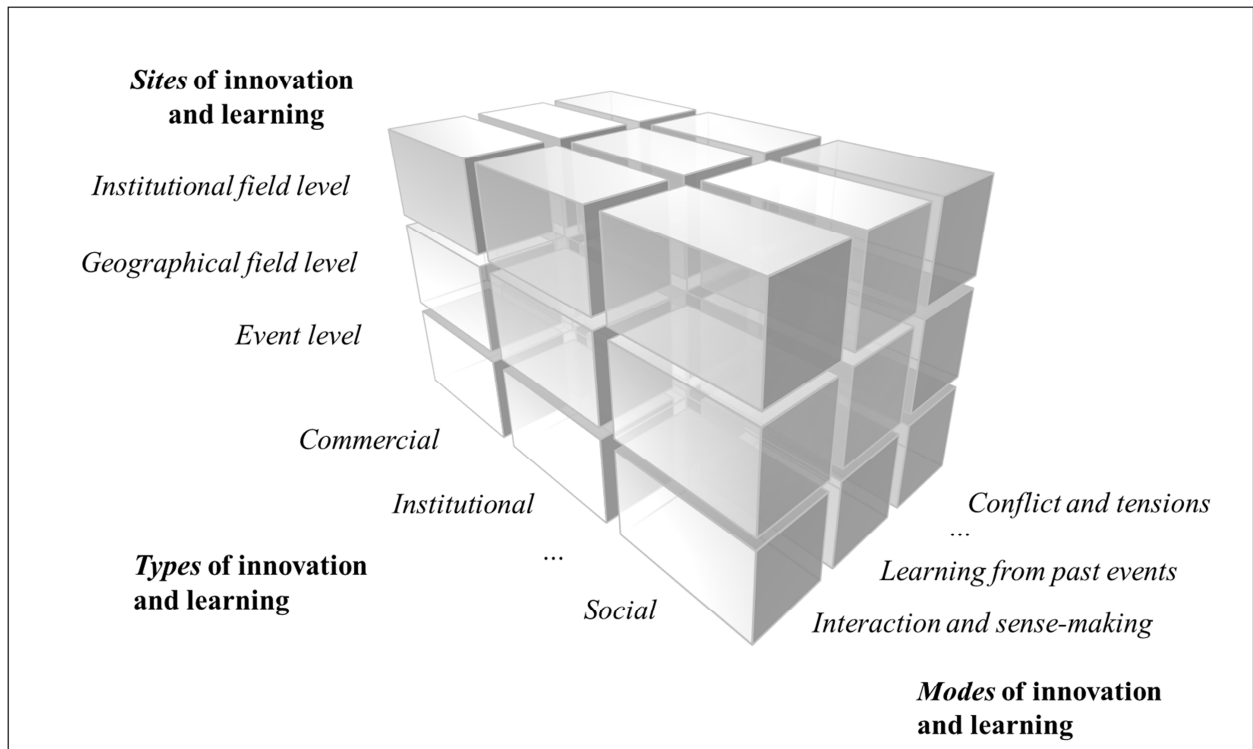 Sites of innovation
and learning
Institutional field level
Geographical field level
Event level
Commercial
Institutional
...
Social
Types of innovation
and learning
Conflict and tensions
...
Learning from past events
Interaction and sense-making
Modes of innovation
and learning